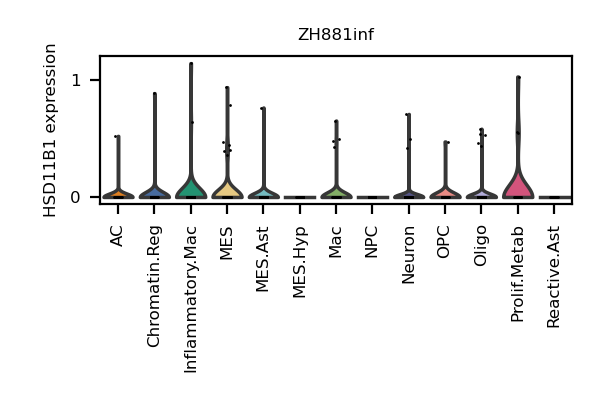 ZH881inf
HSD11B1 expression
1
0
AC
Chromatin.Reg
Inflammatory.Mac
MES
MES.Ast
MES.Hyp
Mac
NPC
Neuron
OPC
Oligo
Prolif.Metab
Reactive.Ast